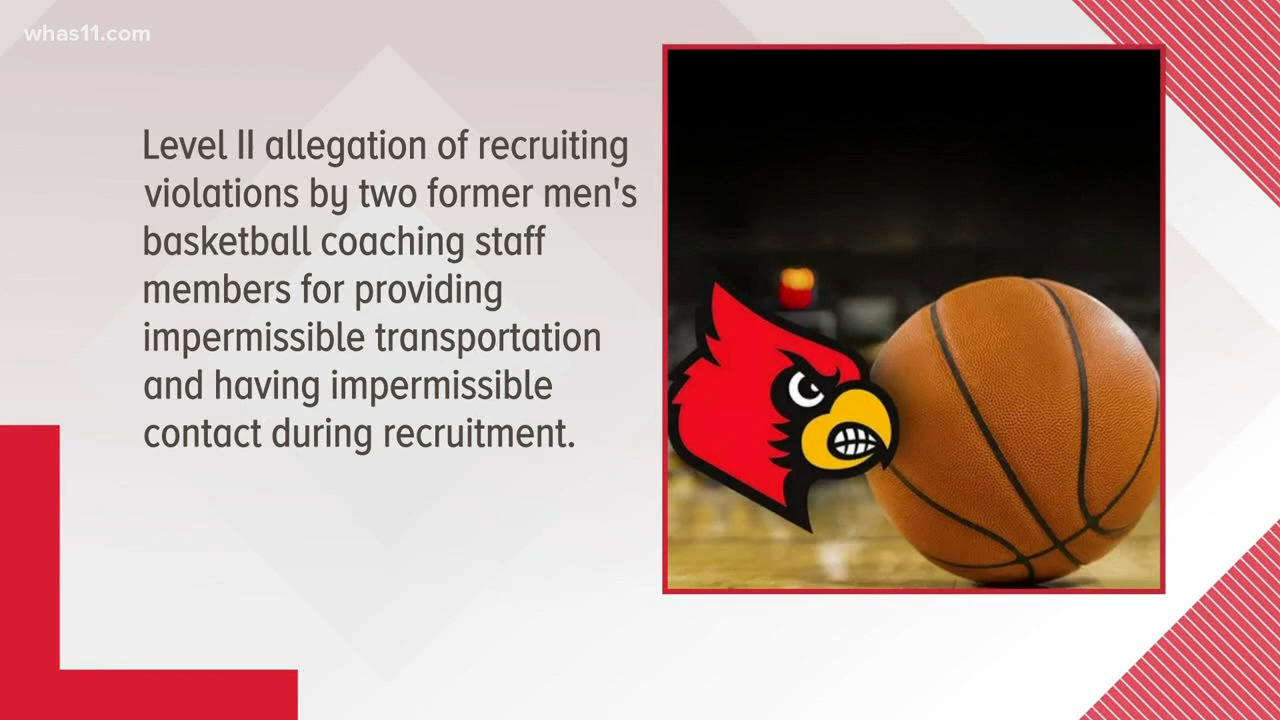 whas11.com
Level II allegation of recruiting
violations by two former men's
basketball coaching staff
members for providing
impermissible transportation
and having impermissible
contact during recruitment.